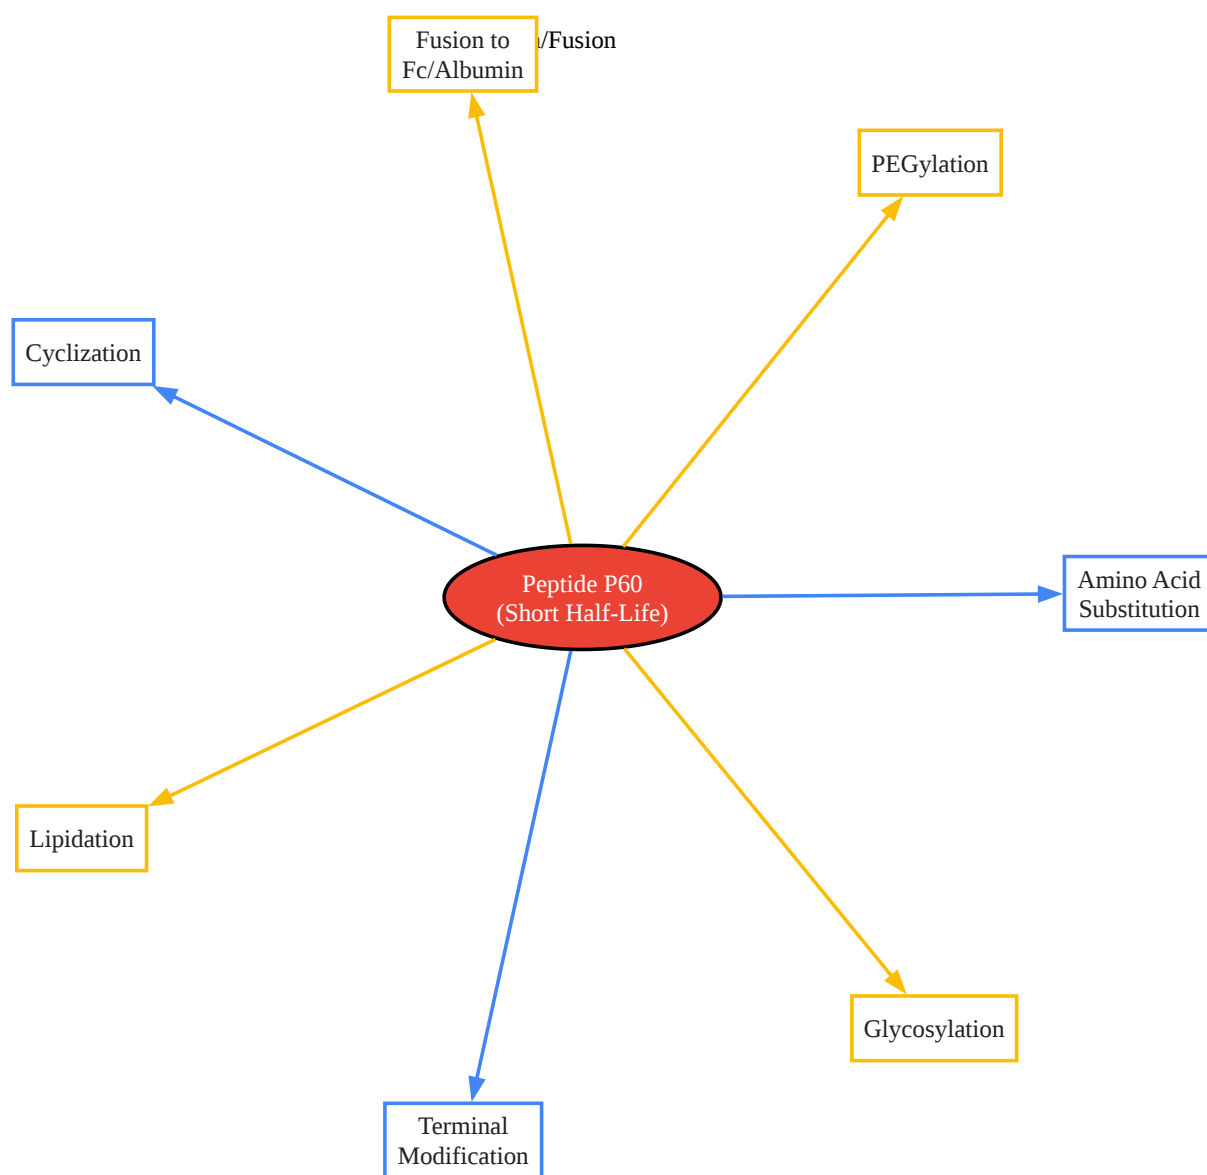 Fusion to
Fc/Albumin
/Fusion
PEGylation
Cyclization
Peptide P60
(Short Half-Life)
Amino Acid
Substitution
Lipidation
Glycosylation
Terminal
Modification